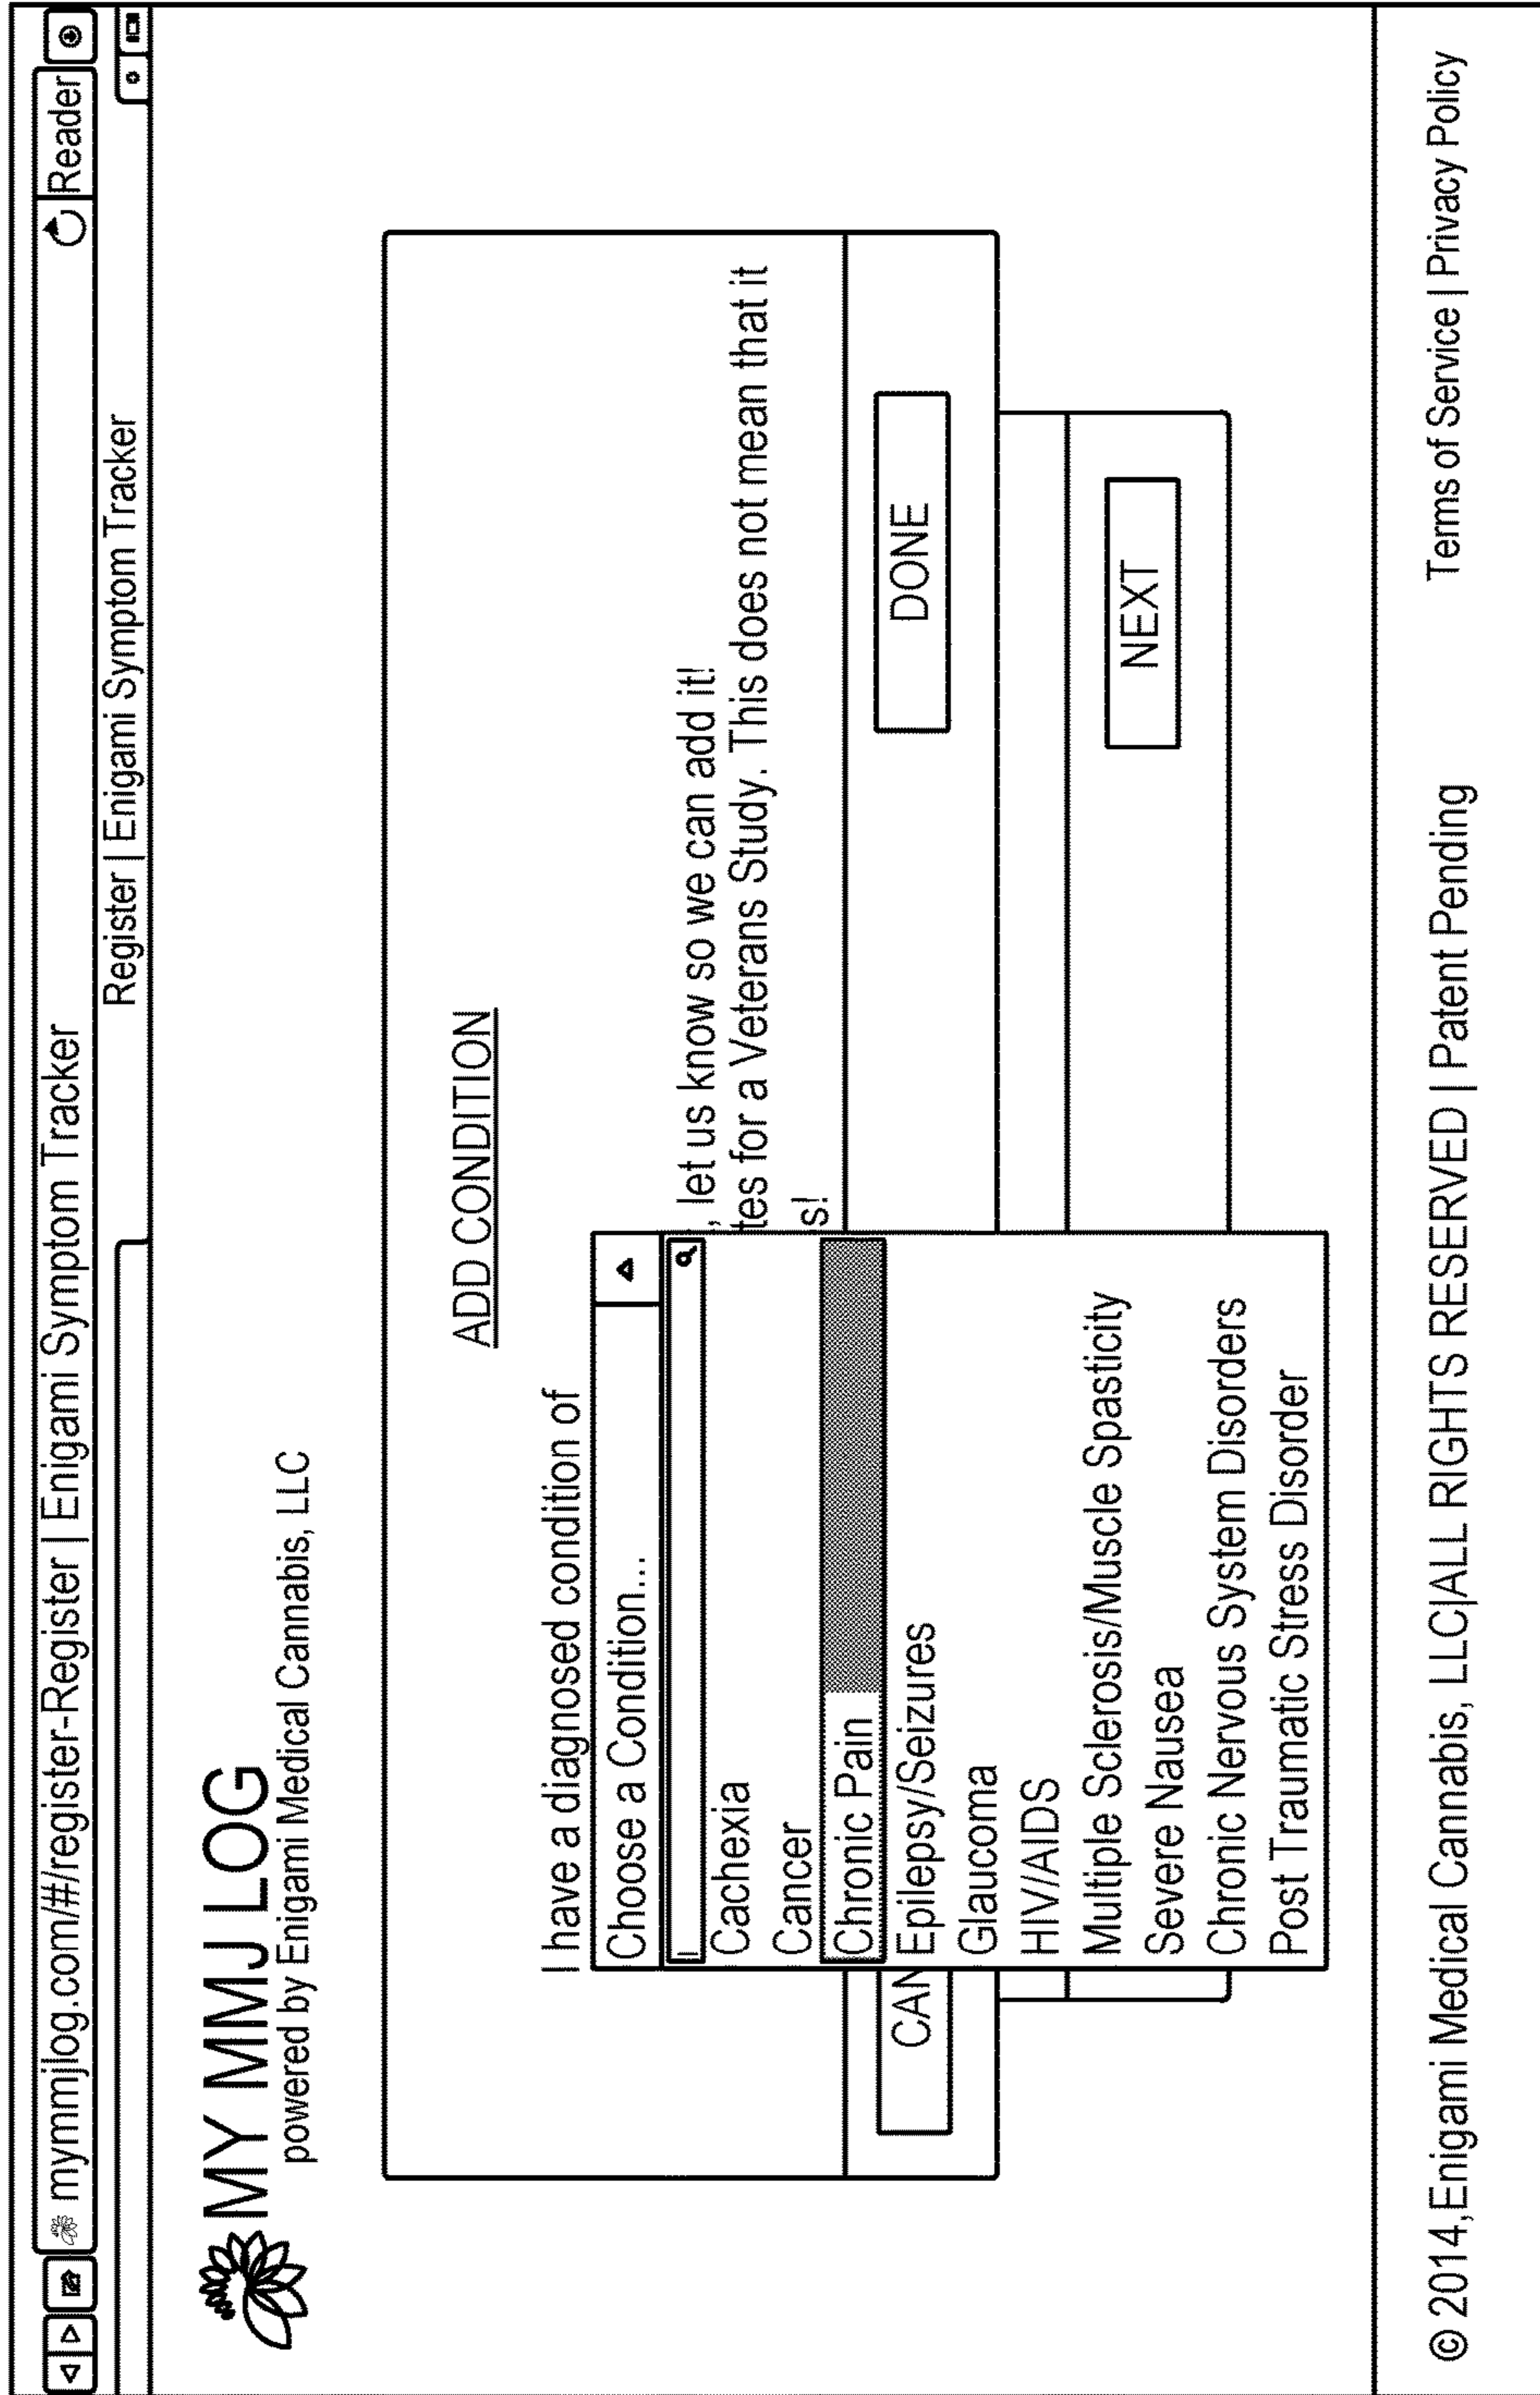 mymmjlog.com/#/register-Register | Enigami Symptom Tracker
Reader
Register | Enigami Symptom Tracker
MY MMJ LOG
powered by Enigami Medical Cannabis, LLC
ADD CONDITION
I have a diagnosed condition of
Choose a Condition...
, let us know so we can add it!
tes for a Veterans Study. This does not mean that it
s!
Cachexia
Cancer
Chronic Pain
Epilepsy/Seizures
Glaucoma
HIV/AIDS
Multiple Sclerosis/Muscle Spasticity
Severe Nausea
Chronic Nervous System Disorders
Post Traumatic Stress Disorder
CAN
DONE
NEXT
© 2014,Enigami Medical Cannabis, LLC|ALL RIGHTS RESERVED | Patent Pending
Terms of Service | Privacy Policy